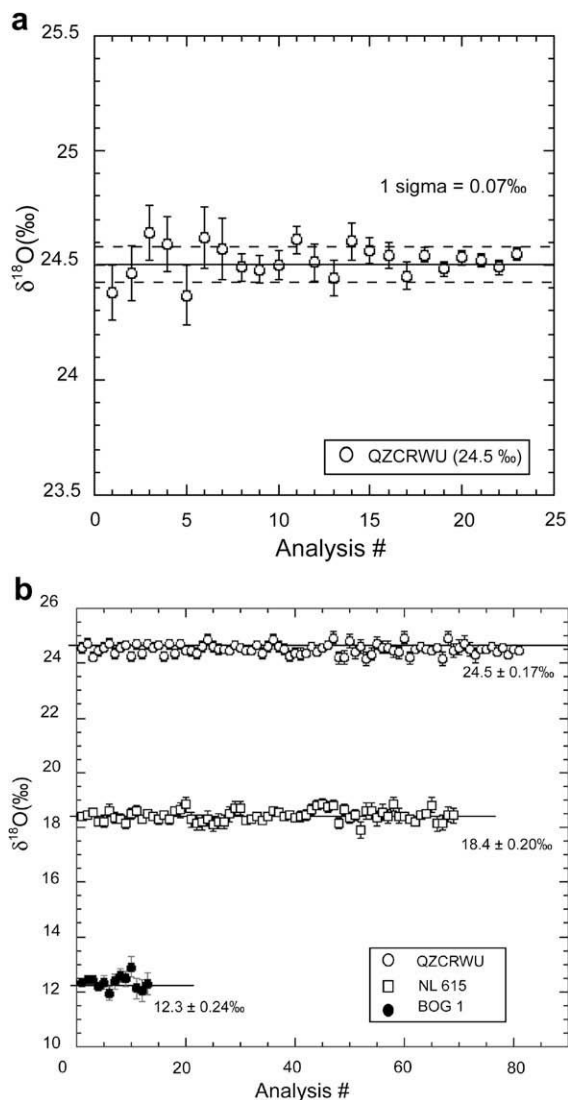 a
25.5
25
24.5
24
23.5
δ¹⁸O(‰)
1 sigma = 0.07‰
QZCRWU (24.5 ‰)
0 5 10 15 20 25
Analysis #
b
26
24
22
20
18
16
14
12
10
δ¹⁸O(‰)
24.5 ± 0.17‰
18.4 ± 0.20‰
12.3 ± 0.24‰
QZCRWU
NL 615
BOG 1
0 20 40 60 80
Analysis #